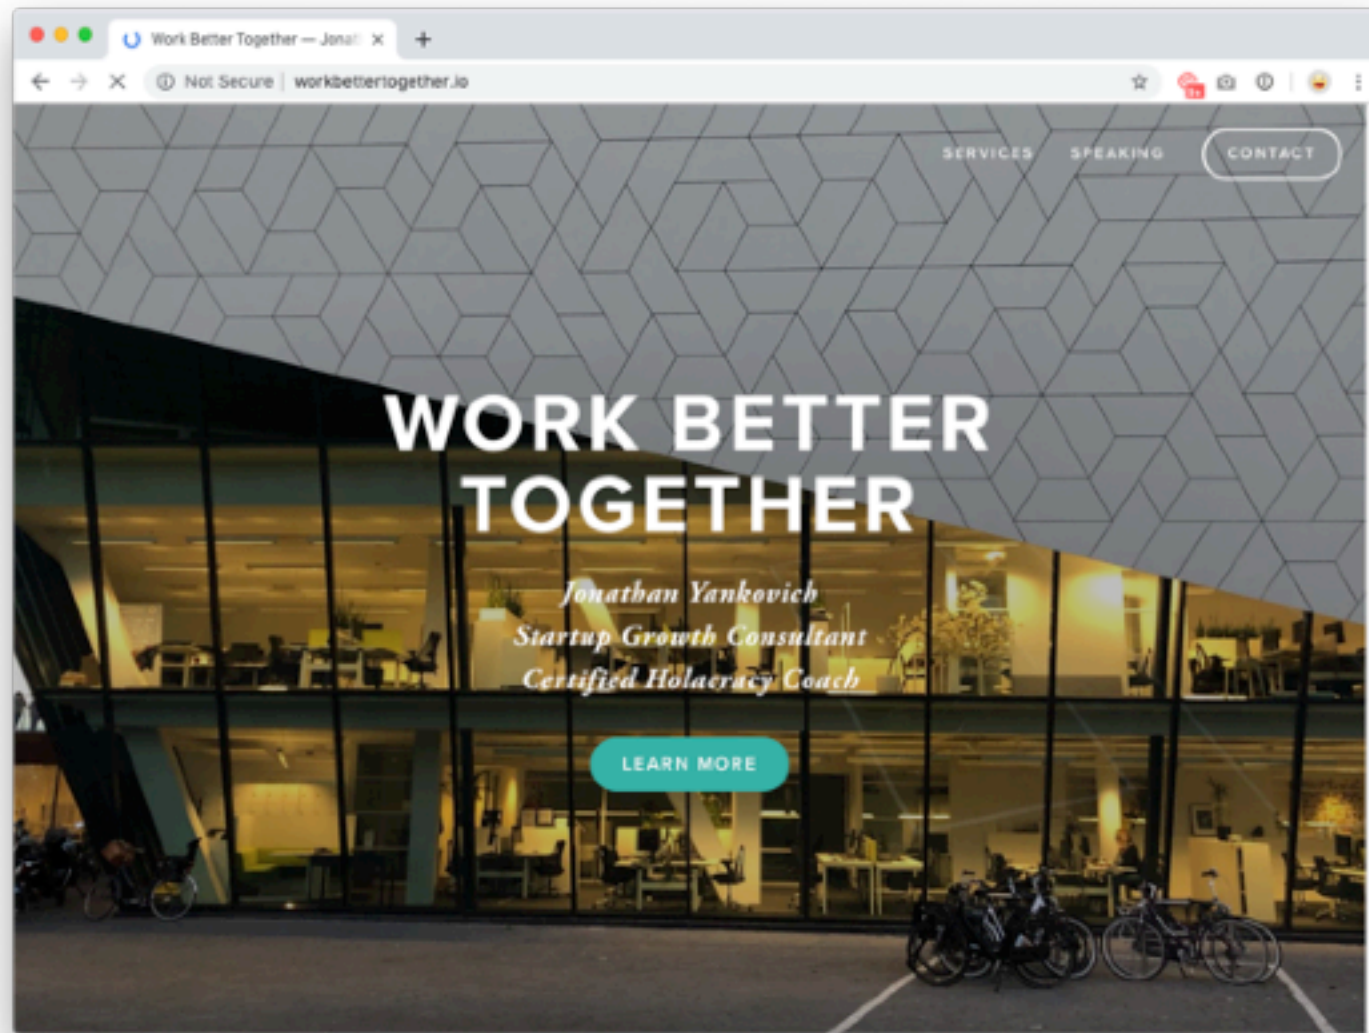 Work Better Together — Jonat
Not Secure
workbettertogether.io
SERVICES
SPEAKING
CONTACT
WORK BETTER
TOGETHER
Jonathan Yankovich
Startup Growth Consultant
Certified Holacracy Coach
LEARN MORE